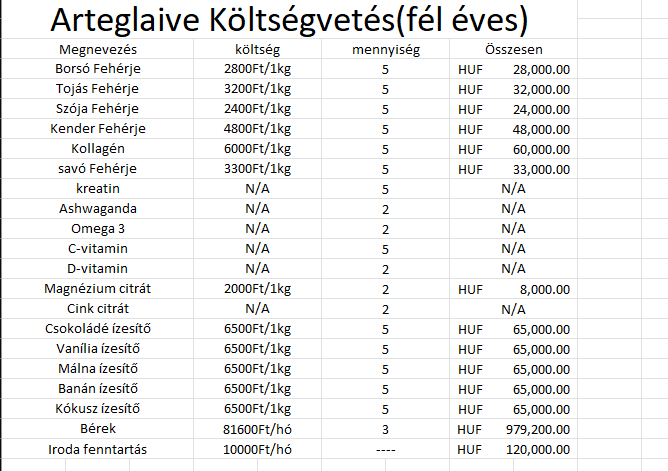 Arteglaive Költségvetés(fél éves)
Megnevezés költség mennyiség Összesen
Borsó Fehérje 2800Ft/1kg 5 HUF 28,000.00
Tojás Fehérje 3200Ft/1kg 5 HUF 32,000.00
Szója Fehérje 2400Ft/1kg 5 HUF 24,000.00
Kender Fehérje 4800Ft/1kg 5 HUF 48,000.00
Kollagén 6000Ft/1kg 5 HUF 60,000.00
savó Fehérje 3300Ft/1kg 5 HUF 33,000.00
kreatin N/A 5 N/A
Ashwaganda N/A 2 N/A
Omega 3 N/A 2 N/A
C-vitamin N/A 5 N/A
D-vitamin N/A 2 N/A
Magnézium citrát 2000Ft/1kg 2 HUF 8,000.00
Cink citrát N/A 2 N/A
Csokoládé ízesítő 6500Ft/1kg 5 HUF 65,000.00
Vanília ízesítő 6500Ft/1kg 5 HUF 65,000.00
Málna ízesítő 6500Ft/1kg 5 HUF 65,000.00
Banán ízesítő 6500Ft/1kg 5 HUF 65,000.00
Kókusz ízesítő 6500Ft/1kg 5 HUF 65,000.00
Bérek 81600Ft/hó 3 HUF 979,200.00
Iroda fenntartás 10000Ft/hó ---- HUF 120,000.00